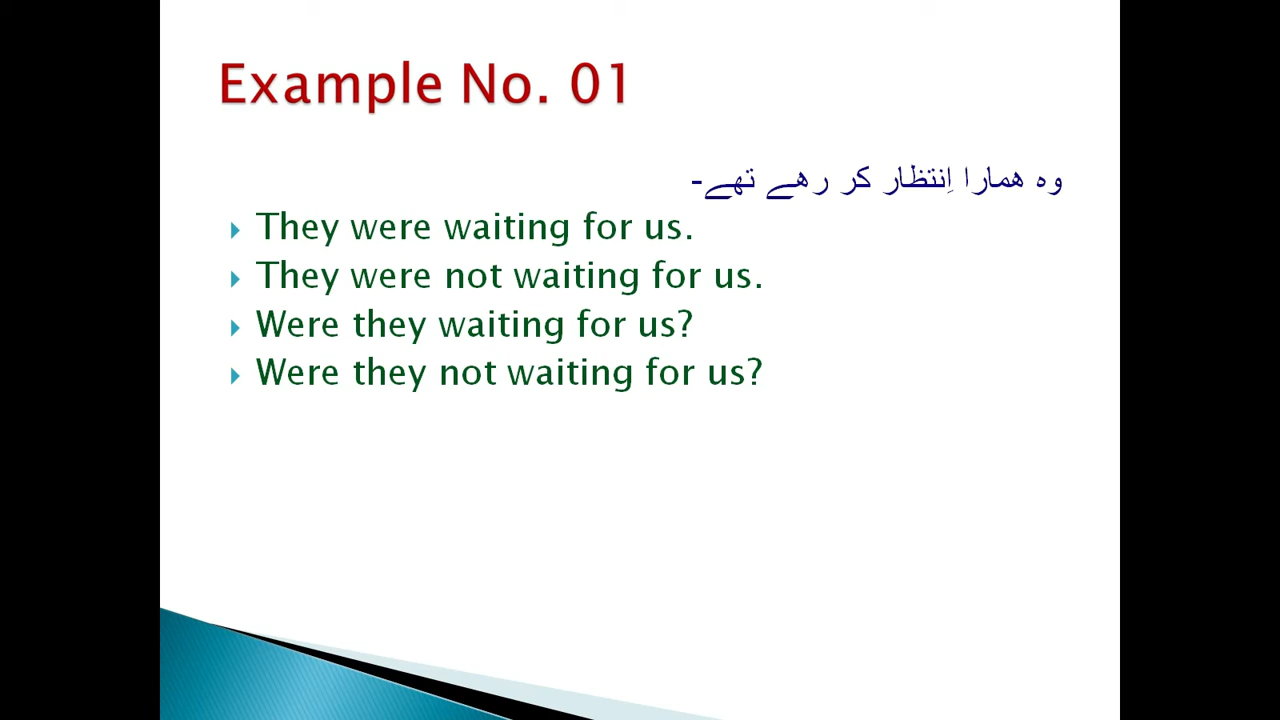 Example No. 01
وہ ھمارا اِنتظار کر رھے تھے-
They were waiting for us.
They were not waiting for us.
Were they waiting for us?
Were they not waiting for us?